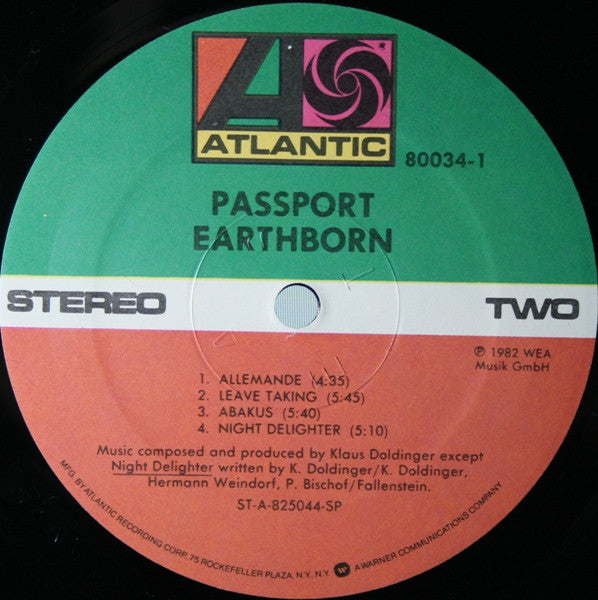 ATLANTIC
80034-1
PASSPORT
EARTHBORN
STEREO
TWO
℗ 1982 WEA
Musik GmbH
1. ALLEMANDE (4:35)
2. LEAVE TAKING (5:45)
3. ABAKUS (5:40)
4. NIGHT DELIGHTER (5:10)
Music composed and produced by Klaus Doldinger except
Night Delighter written by K. Doldinger/K. Doldinger,
Hermann Weindorf, P. Bischof/Fallenstein.
ST-A-825044-SP
MFG. BY ATLANTIC RECORDING CORP., 75 ROCKEFELLER PLAZA, N.Y., N.Y. A WARNER COMMUNICATIONS COMPANY